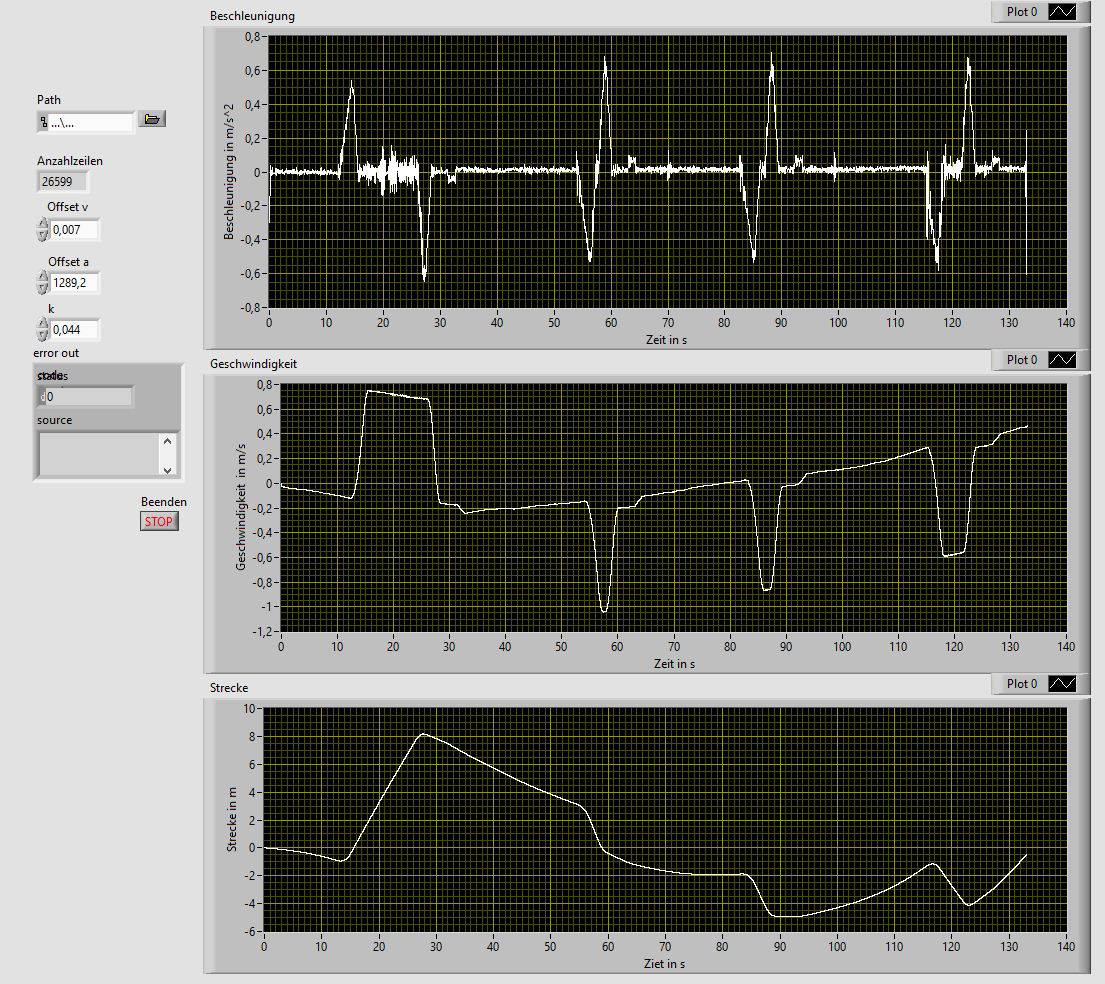 Beschleunigung
Plot 0
Beschleunigung in m/s^2
0,8
0,6
0,4
0,2
0
-0,2
-0,4
-0,6
-0,8
0 10 20 30 40 50 60 70 80 90 100 110 120 130 140
Zeit in s
Path
...\...
Anzahlzeilen
26599
Offset v
0,007
Offset a
1289,2
k
0,044
error out
status
0
source
Beenden
STOP
Geschwindigkeit
Plot 0
Geschwindigkeit in m/s
0,8
0,6
0,4
0,2
0
-0,2
-0,4
-0,6
-0,8
-1
-1,2
0 10 20 30 40 50 60 70 80 90 100 110 120 130 140
Zeit in s
Strecke
Plot 0
Strecke in m
10
8
6
4
2
0
-2
-4
-6
0 10 20 30 40 50 60 70 80 90 100 110 120 130 140
Ziet in s